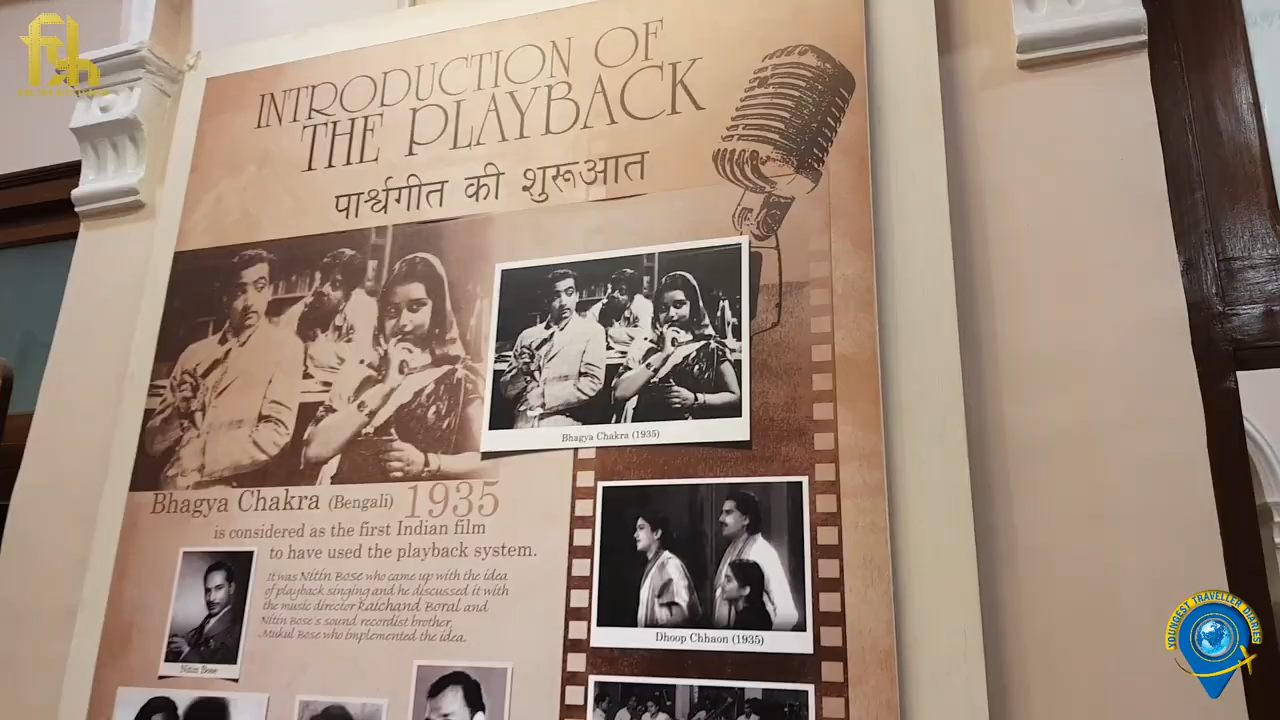 INTRODUCTION OF
THE PLAYBACK
पार्श्वगीत की शुरूआत
Bhagya Chakra (1935)
Bhagya Chakra (Bengali) 1935
is considered as the first Indian film
to have used the playback system.
It was Nitin Bose who came up with the idea
of playback singing and he discussed it with
the music director Raichand Boral and
Nitin Bose's sound recordist brother,
Mukul Bose who implemented the idea.
Nitin Bose
Dhoop Chhaon (1935)
YOUNGEST TRAVELLER DIARIES